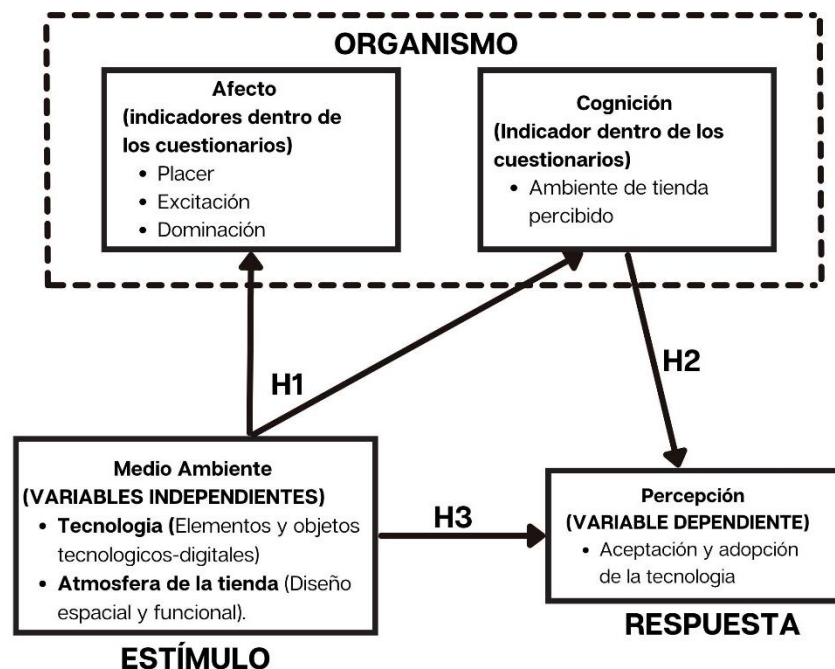 ORGANISMO
Afecto
(indicadores dentro de
los cuestionarios)
• Placer
• Excitación
• Dominación
Cognición
(Indicador dentro de los
cuestionarios)
• Ambiente de tienda
percibido
H1
H2
Medio Ambiente
(VARIABLES INDEPENDIENTES)
• Tecnologia (Elementos y objetos
tecnologicos-digitales)
• Atmosfera de la tienda (Diseño
espacial y funcional).
H3
Percepción
(VARIABLE DEPENDIENTE)
• Aceptación y adopción
de la tecnologia
ESTÍMULO
RESPUESTA